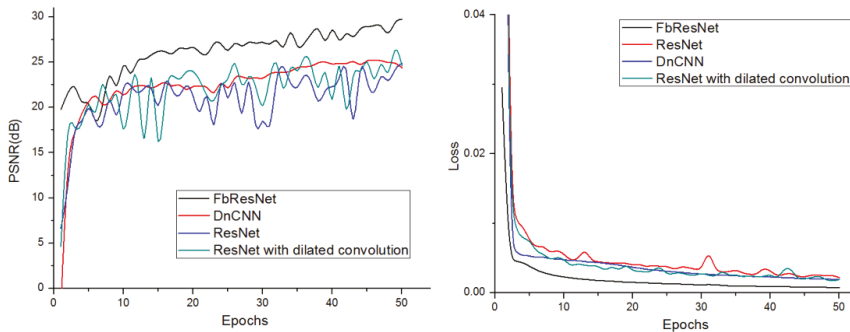 30
25
20
15
10
5
0
PSNR(dB)
FbResNet
DnCNN
ResNet
ResNet with dilated convolution
0 10 20 30 40 50
Epochs
0.04
0.02
0.00
Loss
FbResNet
ResNet
DnCNN
ResNet with dilated convolution
0 10 20 30 40 50
Epochs